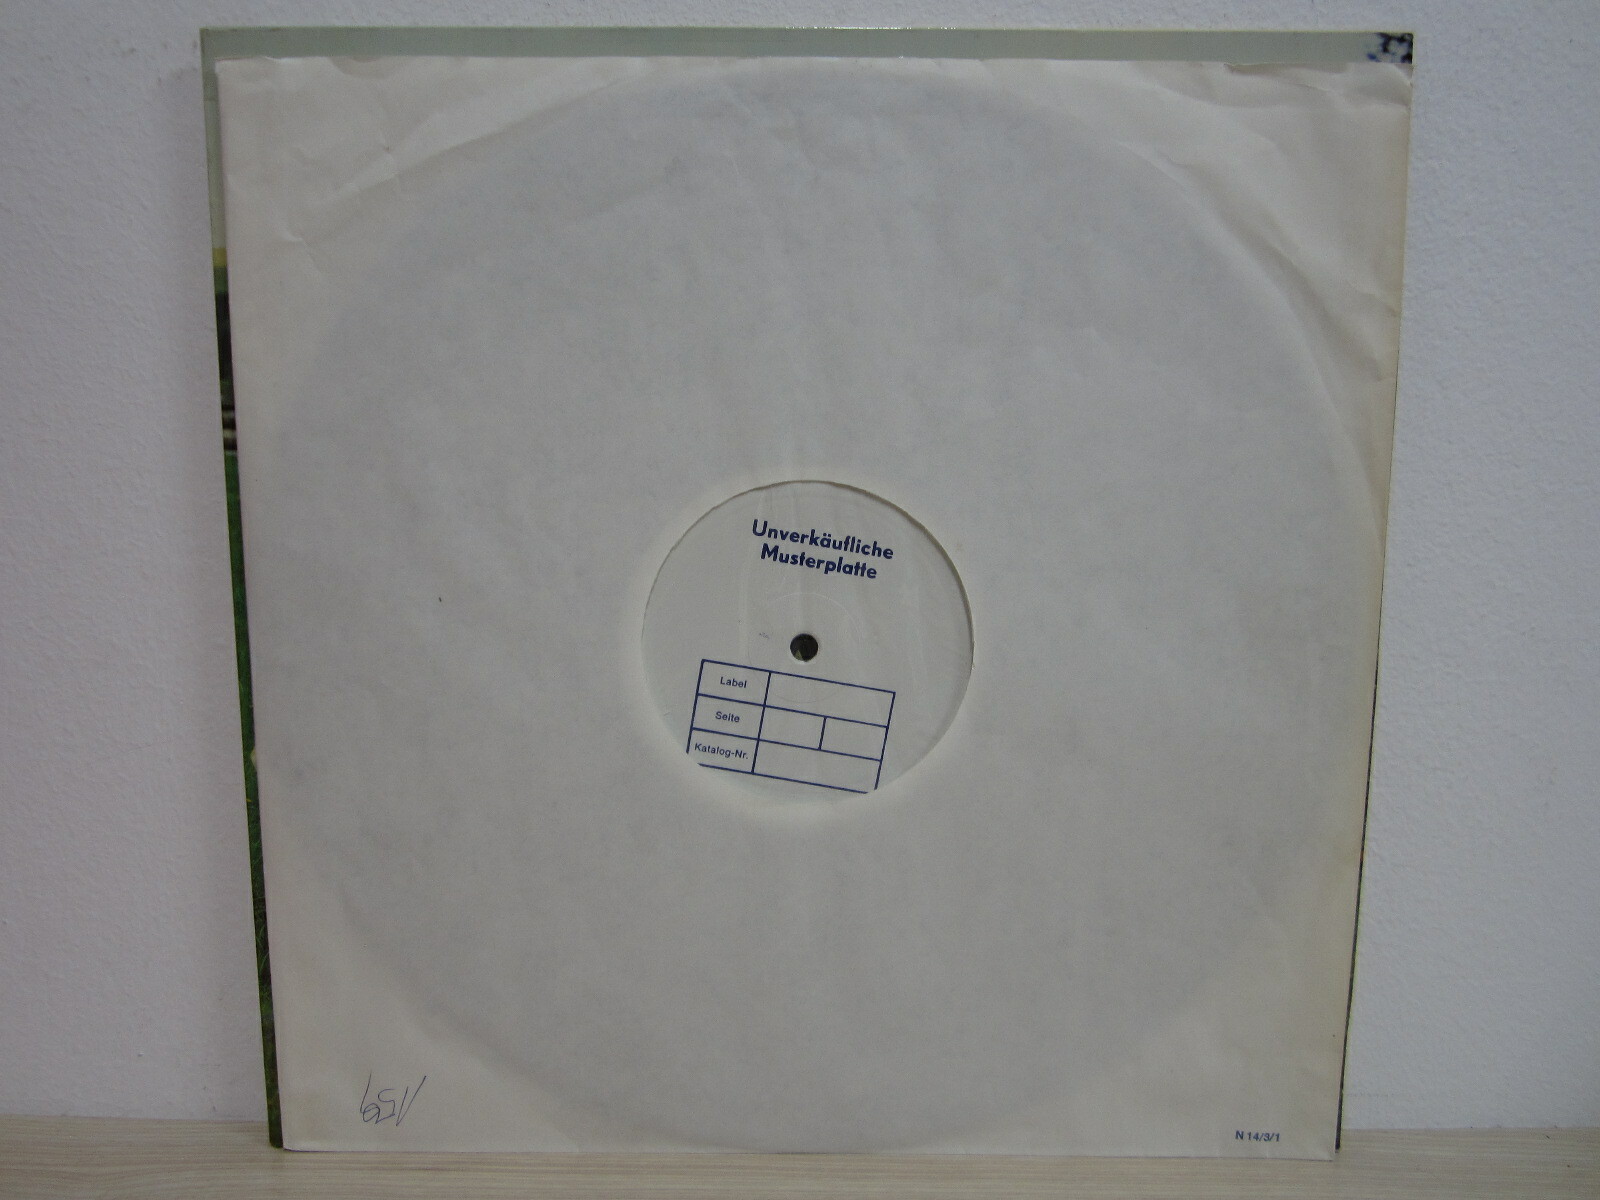 Unverkäufliche
Musterplatte
Label
Seite
Katalog-Nr.
N 14/3/1